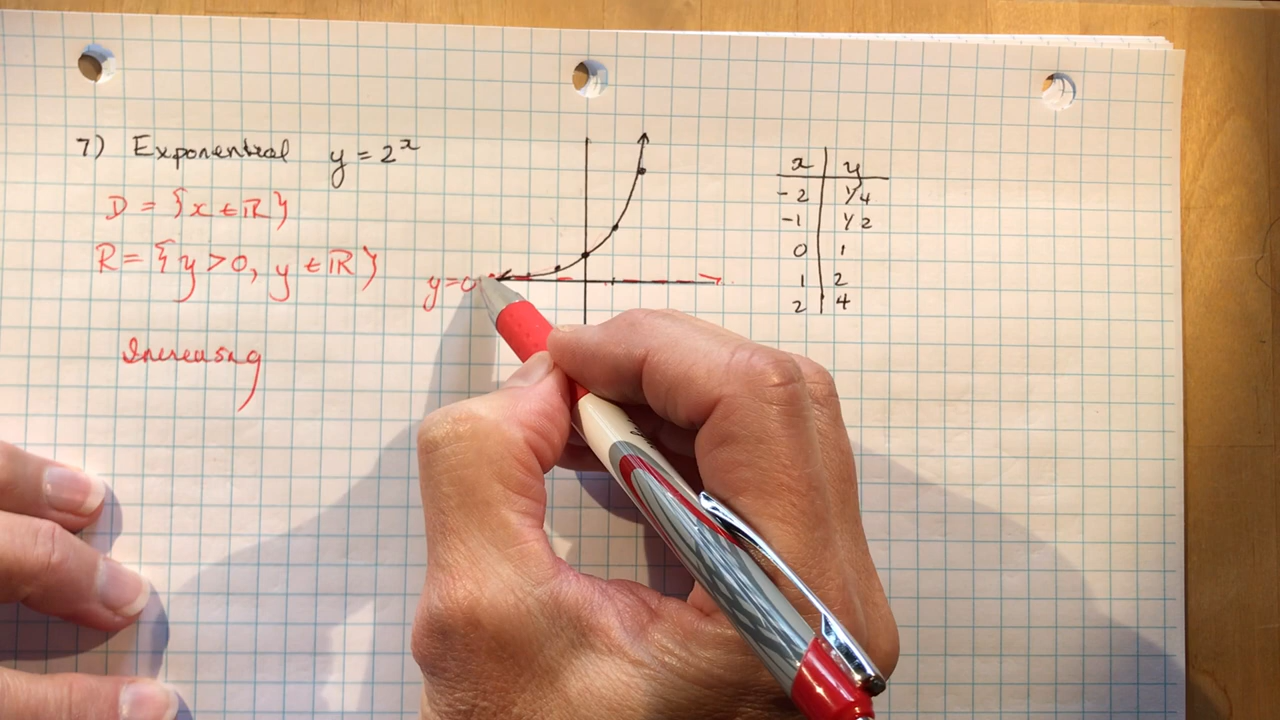 7) Exponential y = 2^x
D = {x ∈ ℝ}
R = {y > 0, y ∈ ℝ}
y=0
Increasing
x y
-2 1/4
-1 1/2
0 1
1 2
2 4